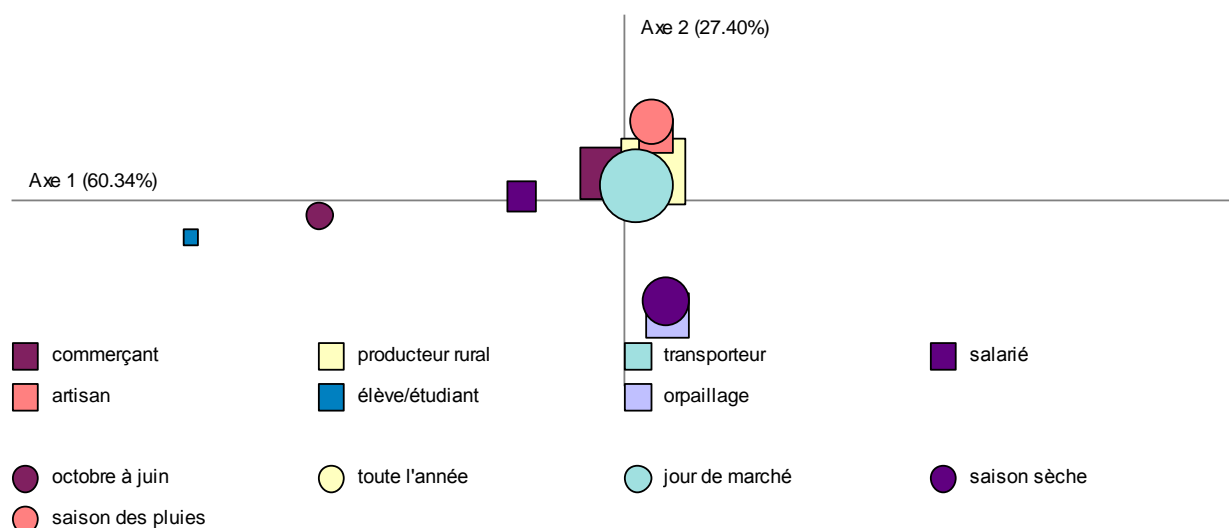 Axe 2 (27.40%)
Axe 1 (60.34%)
commerçant producteur rural transporteur salarié
artisan élève/étudiant orpaillage
octobre à juin toute l'année jour de marché saison sèche
saison des pluies